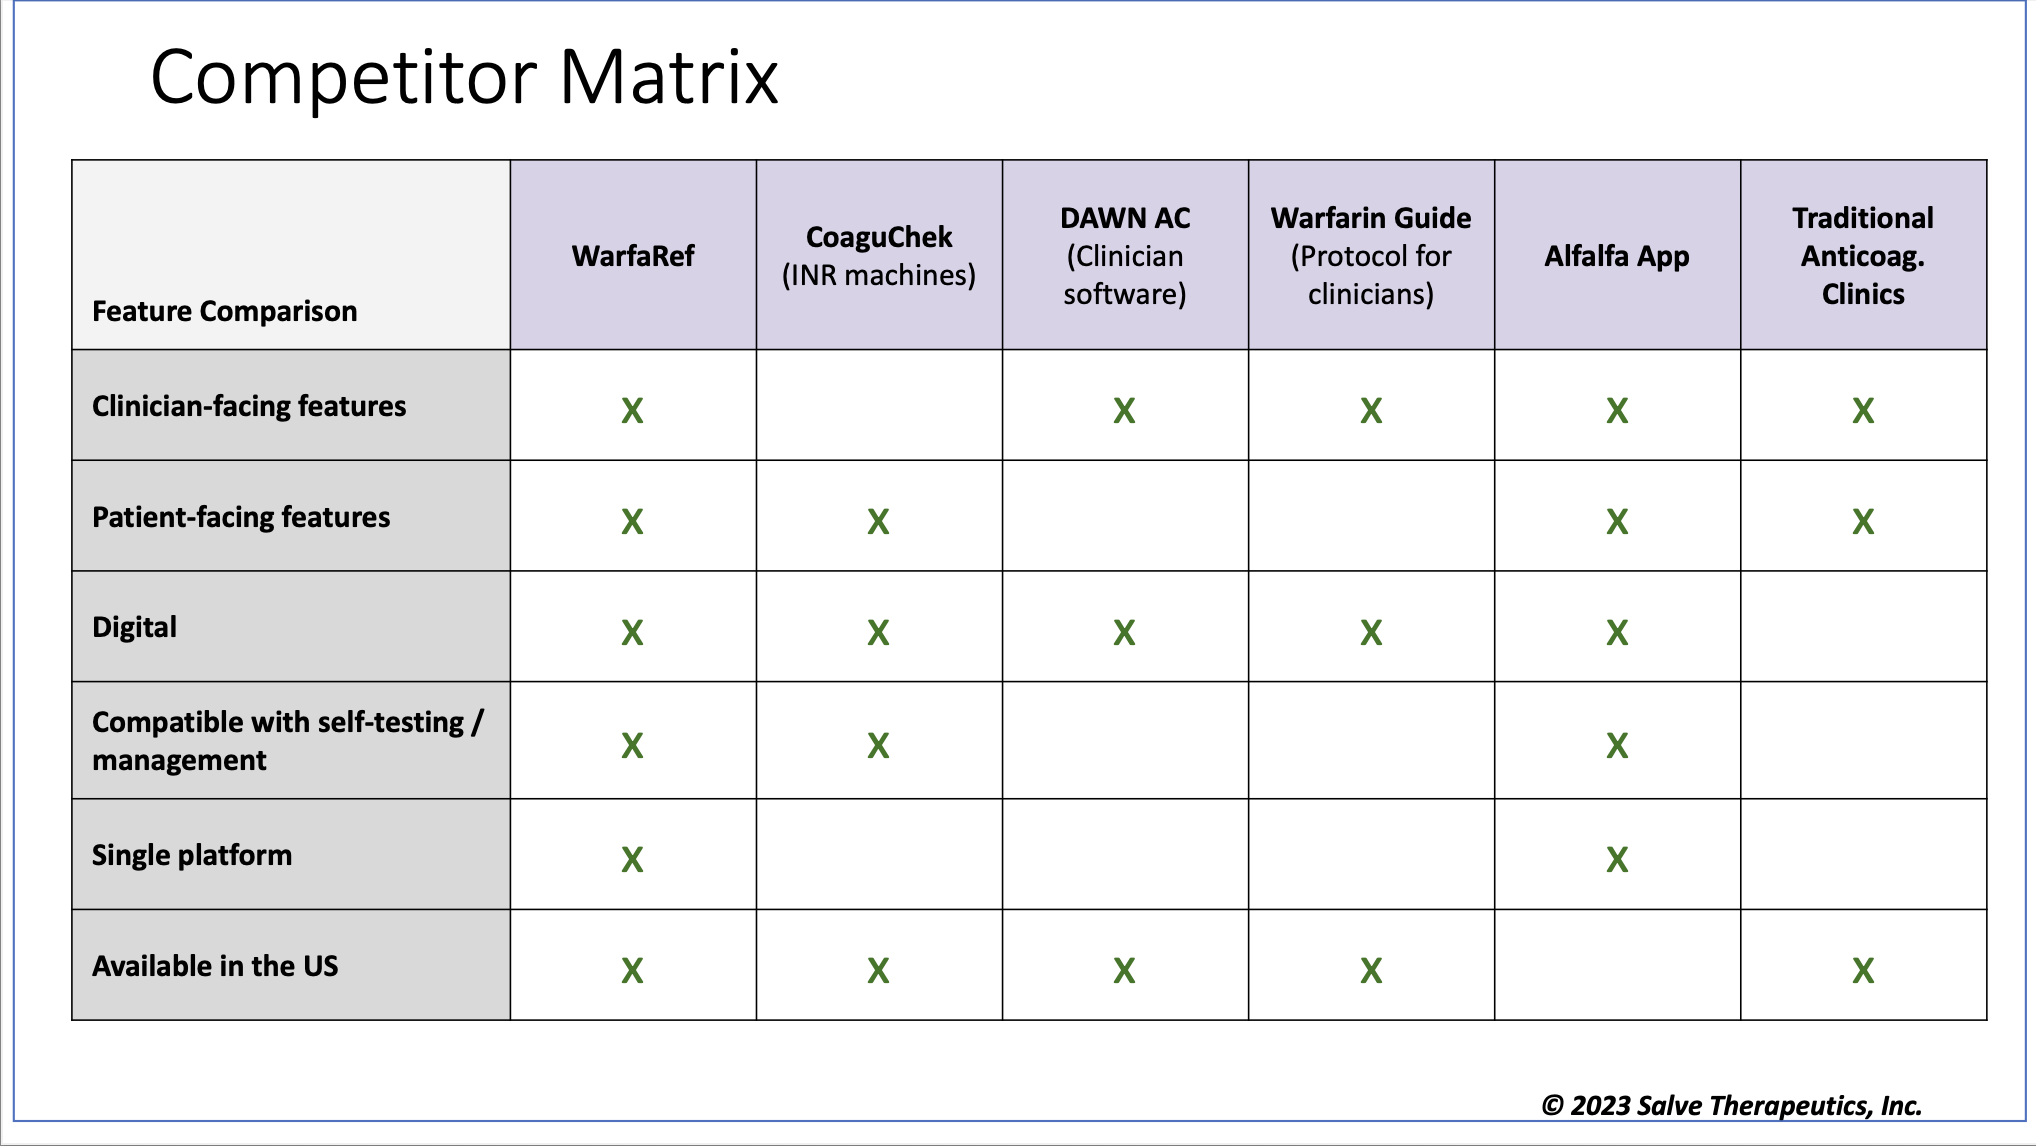 Competitor Matrix
Feature Comparison
WarfaRef
CoaguChek
(INR machines)
DAWN AC
(Clinician
software)
Warfarin Guide
(Protocol for
clinicians)
Alfalfa App
Traditional
Anticoag.
Clinics
Clinician-facing features
X X X X X
Patient-facing features
X X X X
Digital
X X X X X
Compatible with self-testing /
management
X X X
Single platform
X X
Available in the US
X X X X X
© 2023 Salve Therapeutics, Inc.